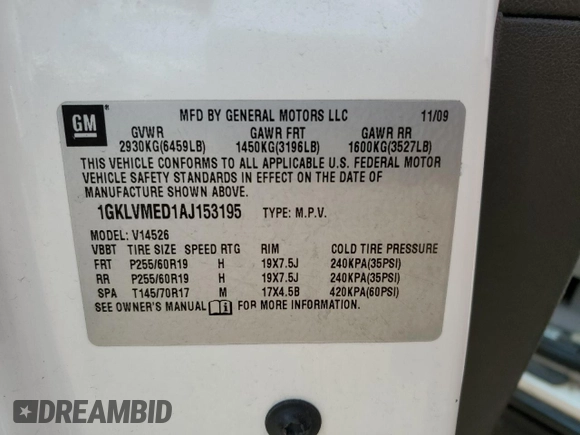 GM ® MFD BY GENERAL MOTORS LLC 11/09
GVWR GAWR FRT GAWR RR
2930KG(6459LB) 1450KG(3196LB) 1600KG(3527LB)
THIS VEHICLE CONFORMS TO ALL APPLICABLE U.S. FEDERAL MOTOR
VEHICLE SAFETY STANDARDS IN EFFECT ON THE DATE OF
MANUFACTURE SHOWN ABOVE.
1GKLVMED1AJ153195 TYPE: M.P.V.
MODEL: V14526
VBBT TIRE SIZE SPEED RTG RIM COLD TIRE PRESSURE
FRT P255/60R19 H 19X7.5J 240KPA(35PSI)
RR P255/60R19 H 19X7.5J 240KPA(35PSI)
SPA T145/70R17 M 17X4.5B 420KPA(60PSI)
SEE OWNER'S MANUAL FOR MORE INFORMATION.
DREAMBID